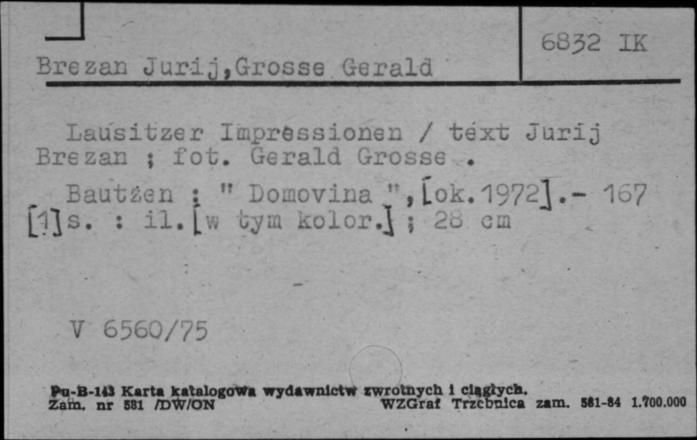 6832 IK
Brezan Jurij,Grosse Gerald
Lausitzer Impressionen / text Jurij
Brezan ; fot. Gerald Grosse .
Bautzen : " Domovina ",[ok.1972].- 167
[1]s. : il.[w tym kolor.] ; 28 cm
V 6560/75
Pu-B-143 Karta katalogowa wydawnictw zwrotnych i ciągłych.
Zam. nr 581 /DW/ON WZGraf Trzebnica zam. 581-84 1.700.000